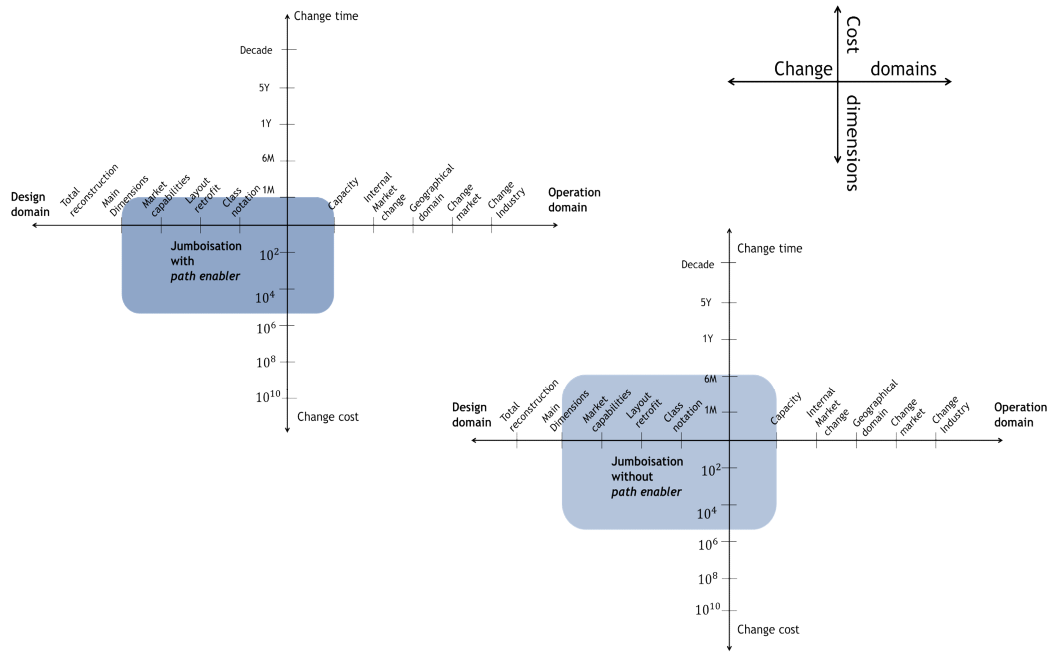 Change time
Decade
5Y
1Y
6M
1M
Design
domain
Total
reconstruction
Main
Dimensions
Market
capabilities
Layout
retrofit
Class
notation
Capacity
Internal
Market
change
Geographical
domain
Change
market
Change
Industry
Operation
domain
Jumboisation
with
path enabler
10²
10⁴
10⁶
10⁸
10¹⁰
Change cost
Cost
dimensions
Change domains
Change time
Decade
5Y
1Y
6M
1M
Design
domain
Total
reconstruction
Main
Dimensions
Market
capabilities
Layout
retrofit
Class
notation
Capacity
Internal
Market
change
Geographical
domain
Change
market
Change
Industry
Operation
domain
Jumboisation
without
path enabler
10²
10⁴
10⁶
10⁸
10¹⁰
Change cost